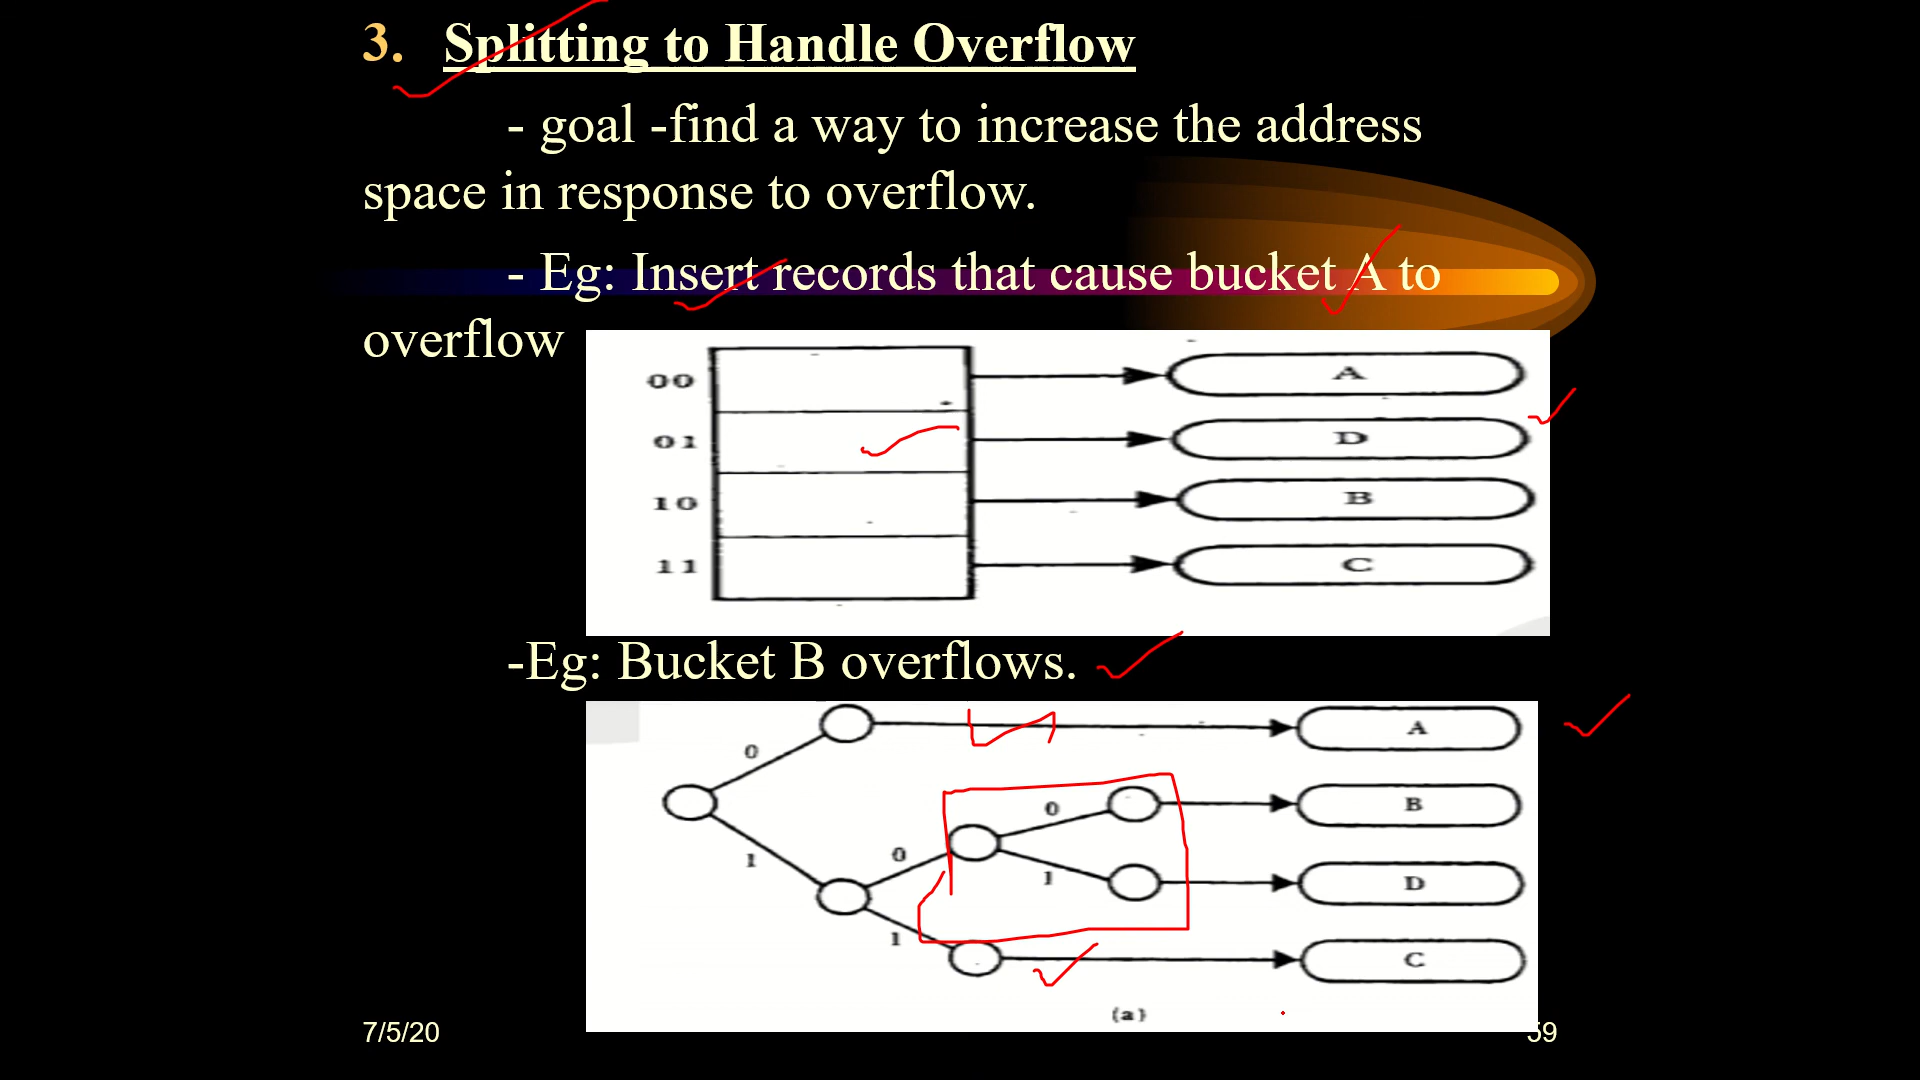 3. Splitting to Handle Overflow
- goal -find a way to increase the address
space in response to overflow.
- Eg: Insert records that cause bucket A to
overflow
00 A
01 D
10 B
11 C
-Eg: Bucket B overflows.
A
0
0 B
0
1
1 D
1
C
(a)
7/5/20 59